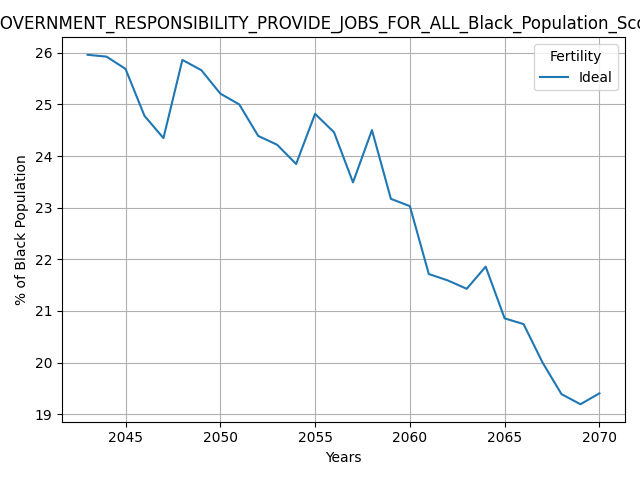 OVERNMENT_RESPONSIBILITY_PROVIDE_JOBS_FOR_ALL_Black_Population_Sco
Fertility
Ideal
26
25
24
23
22
21
20
19
% of Black Population
2045 2050 2055 2060 2065 2070
Years